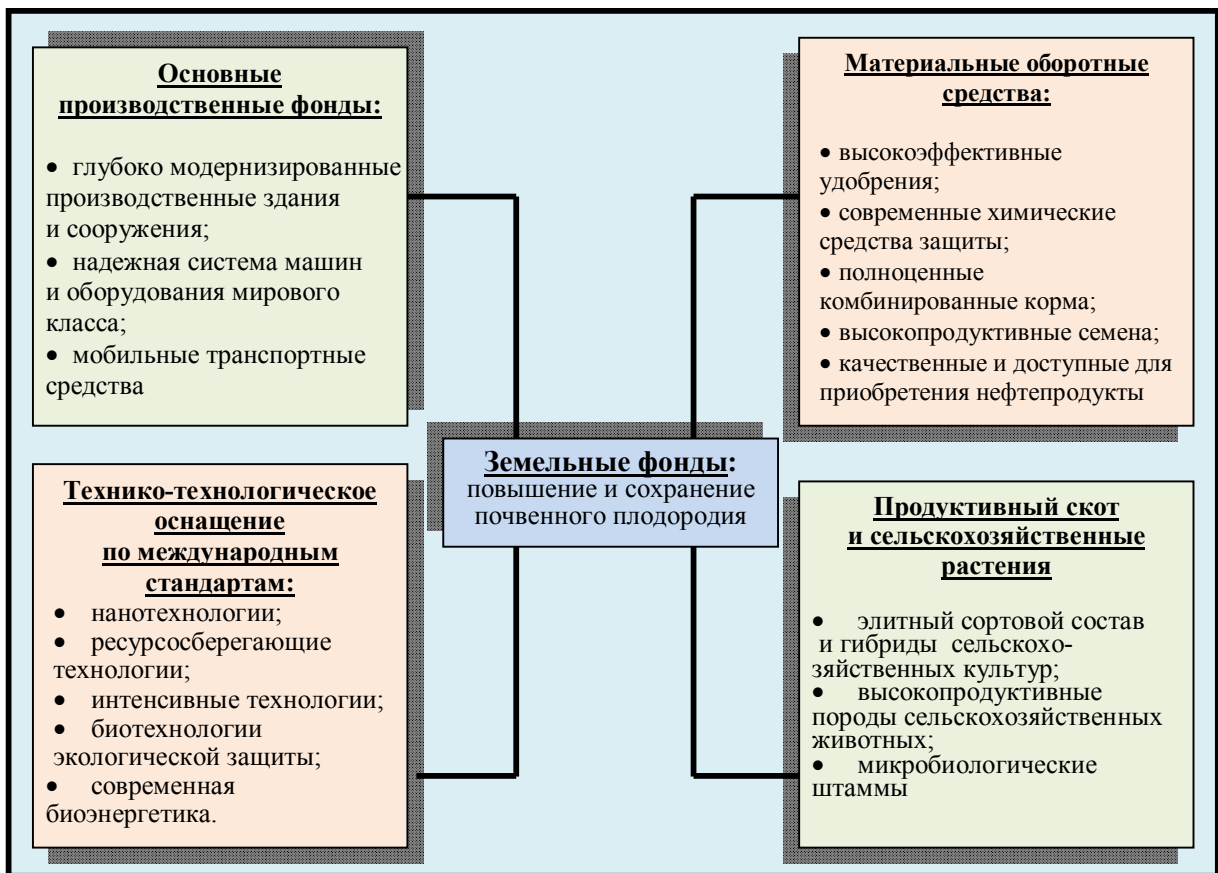 Основные
производственные фонды:
• глубоко модернизированные
производственные здания
и сооружения;
• надежная система машин
и оборудования мирового
класса;
• мобильные транспортные
средства
Материальные оборотные
средства:
• высокоэффективные
удобрения;
• современные химические
средства защиты;
• полноценные
комбинированные корма;
• высокопродуктивные семена;
• качественные и доступные для
приобретения нефтепродукты
Земельные фонды:
повышение и сохранение
почвенного плодородия
Технико-технологическое
оснащение
по международным
стандартам:
• нанотехнологии;
• ресурсосберегающие
технологии;
• интенсивные технологии;
• биотехнологии
экологической защиты;
• современная
биоэнергетика.
Продуктивный скот
и сельскохозяйственные
растения
• элитный сортовой состав
и гибриды сельскохо-
зяйственных культур;
• высокопродуктивные
породы сельскохозяйственных
животных;
• микробиологические
штаммы